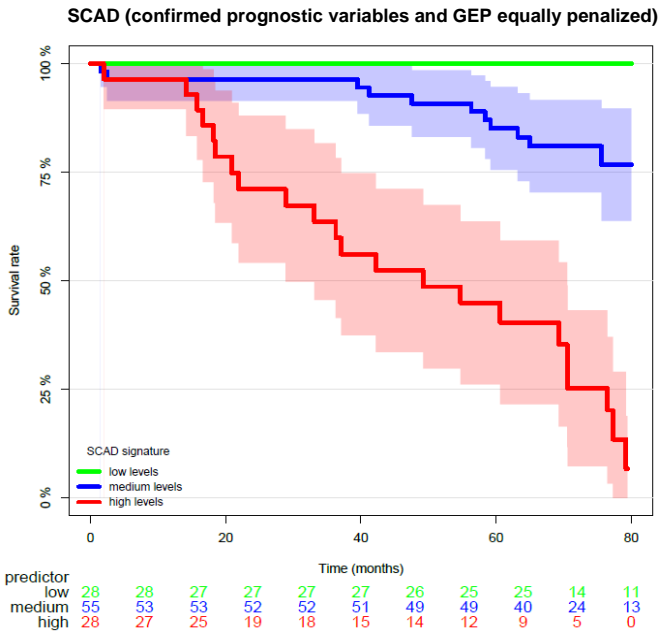 SCAD (confirmed prognostic variables and GEP equally penalized)
100 %
75 %
50 %
25 %
0 %
Survival rate
SCAD signature
low levels
medium levels
high levels
0 20 40 60 80
Time (months)
predictor
low 28 28 27 27 27 27 26 25 25 14 11
medium 55 53 53 52 52 51 49 49 40 24 13
high 28 27 25 19 18 15 14 12 9 5 0